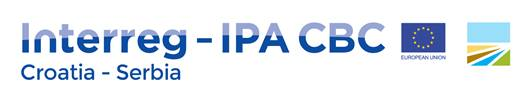 Interreg - IPA CBC
EUROPEAN UNION
Croatia - Serbia